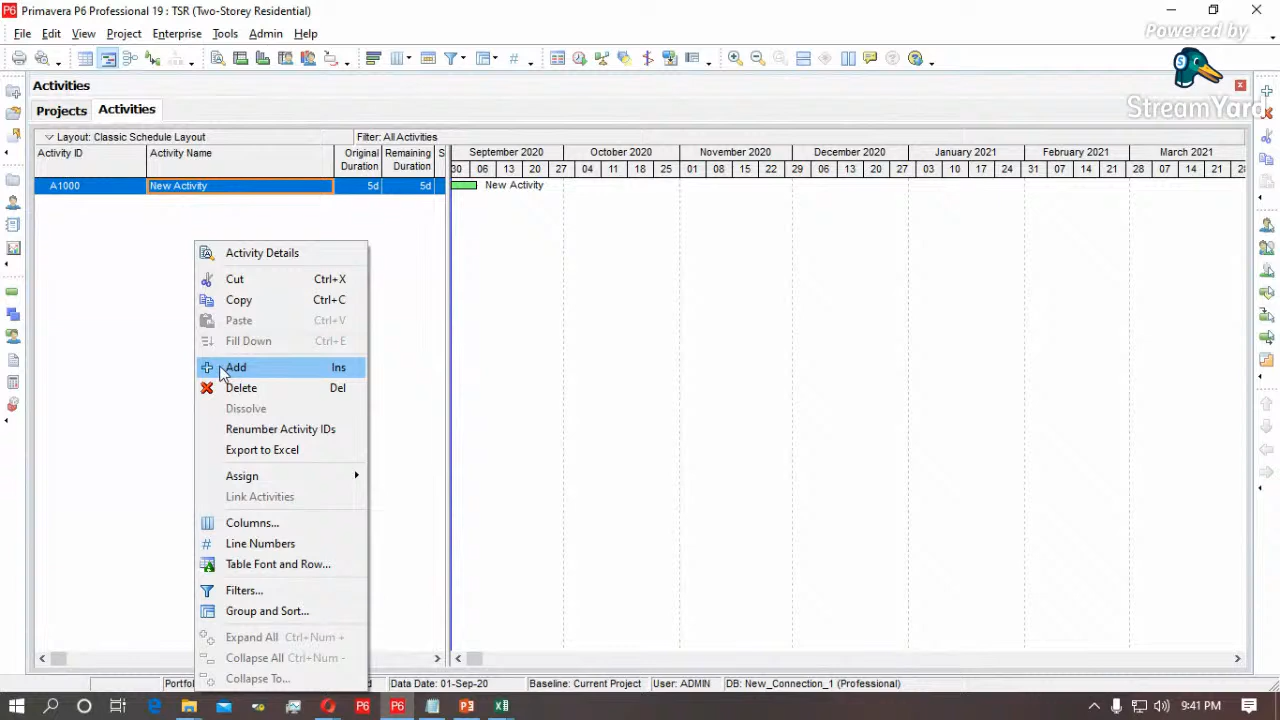 Primavera P6 Professional 19 : TSR (Two-Storey Residential)
File Edit View Project Enterprise Tools Admin Help
Powered by
StreamYard
Activities
Projects Activities
Layout: Classic Schedule Layout Filter: All Activities
Activity ID Activity Name Original Duration Remaining Duration S
September 2020 October 2020 November 2020 December 2020 January 2021 February 2021 March 2021
30 06 13 20 27 04 11 18 25 01 08 15 22 29 06 13 20 27 03 10 17 24 31 07 14 21 28 07 14 21 28
A1000 New Activity 5d 5d New Activity
Activity Details
Cut Ctrl+X
Copy Ctrl+C
Paste Ctrl+V
Fill Down Ctrl+E
Add Ins
Delete Del
Dissolve
Renumber Activity IDs
Export to Excel
Assign
Link Activities
Columns...
Line Numbers
Table Font and Row...
Filters...
Group and Sort...
Expand All Ctrl+Num +
Collapse All Ctrl+Num -
Collapse To...
Portfo d Data Date: 01-Sep-20 Baseline: Current Project User: ADMIN DB: New_Connection_1 (Professional)
9:41 PM